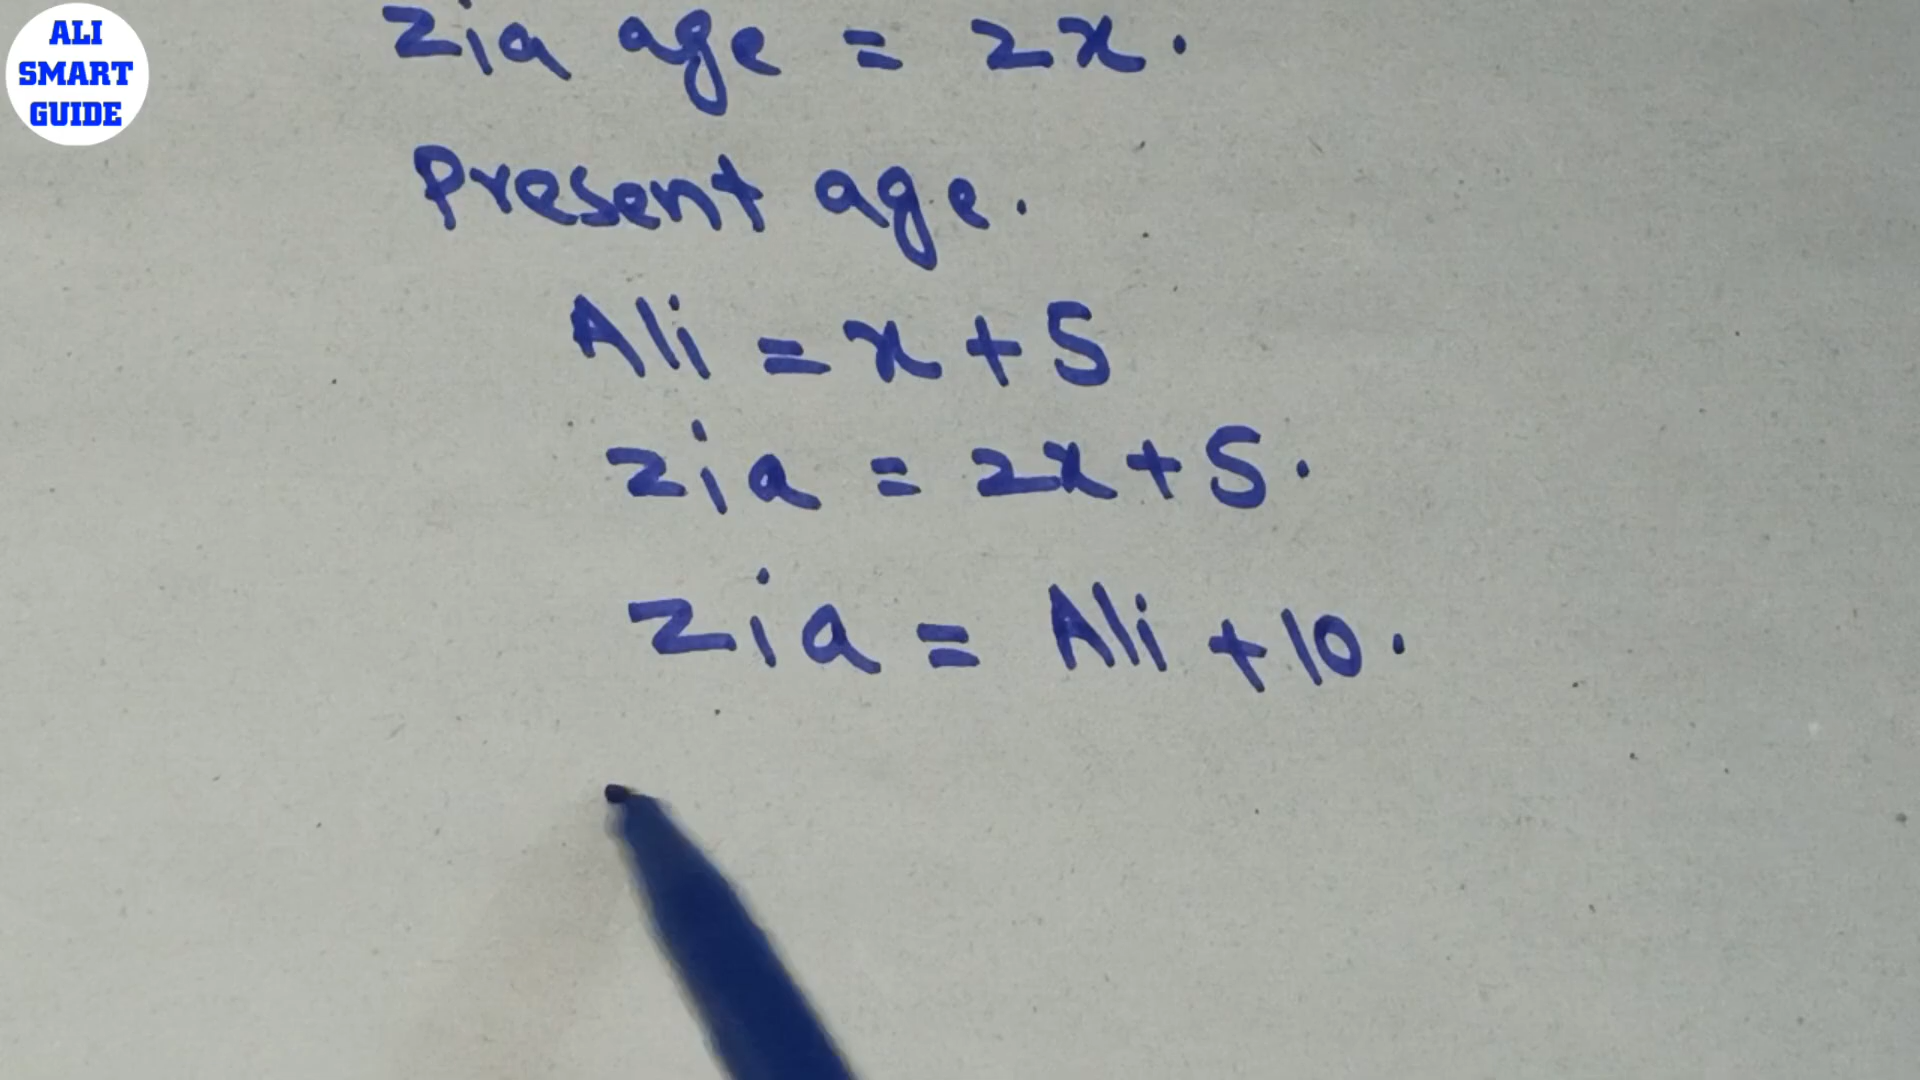 ALI
SMART
GUIDE
Zia age = 2x.
Present age.
Ali = x + 5
Zia = 2x + 5.
Zia = Ali + 10.